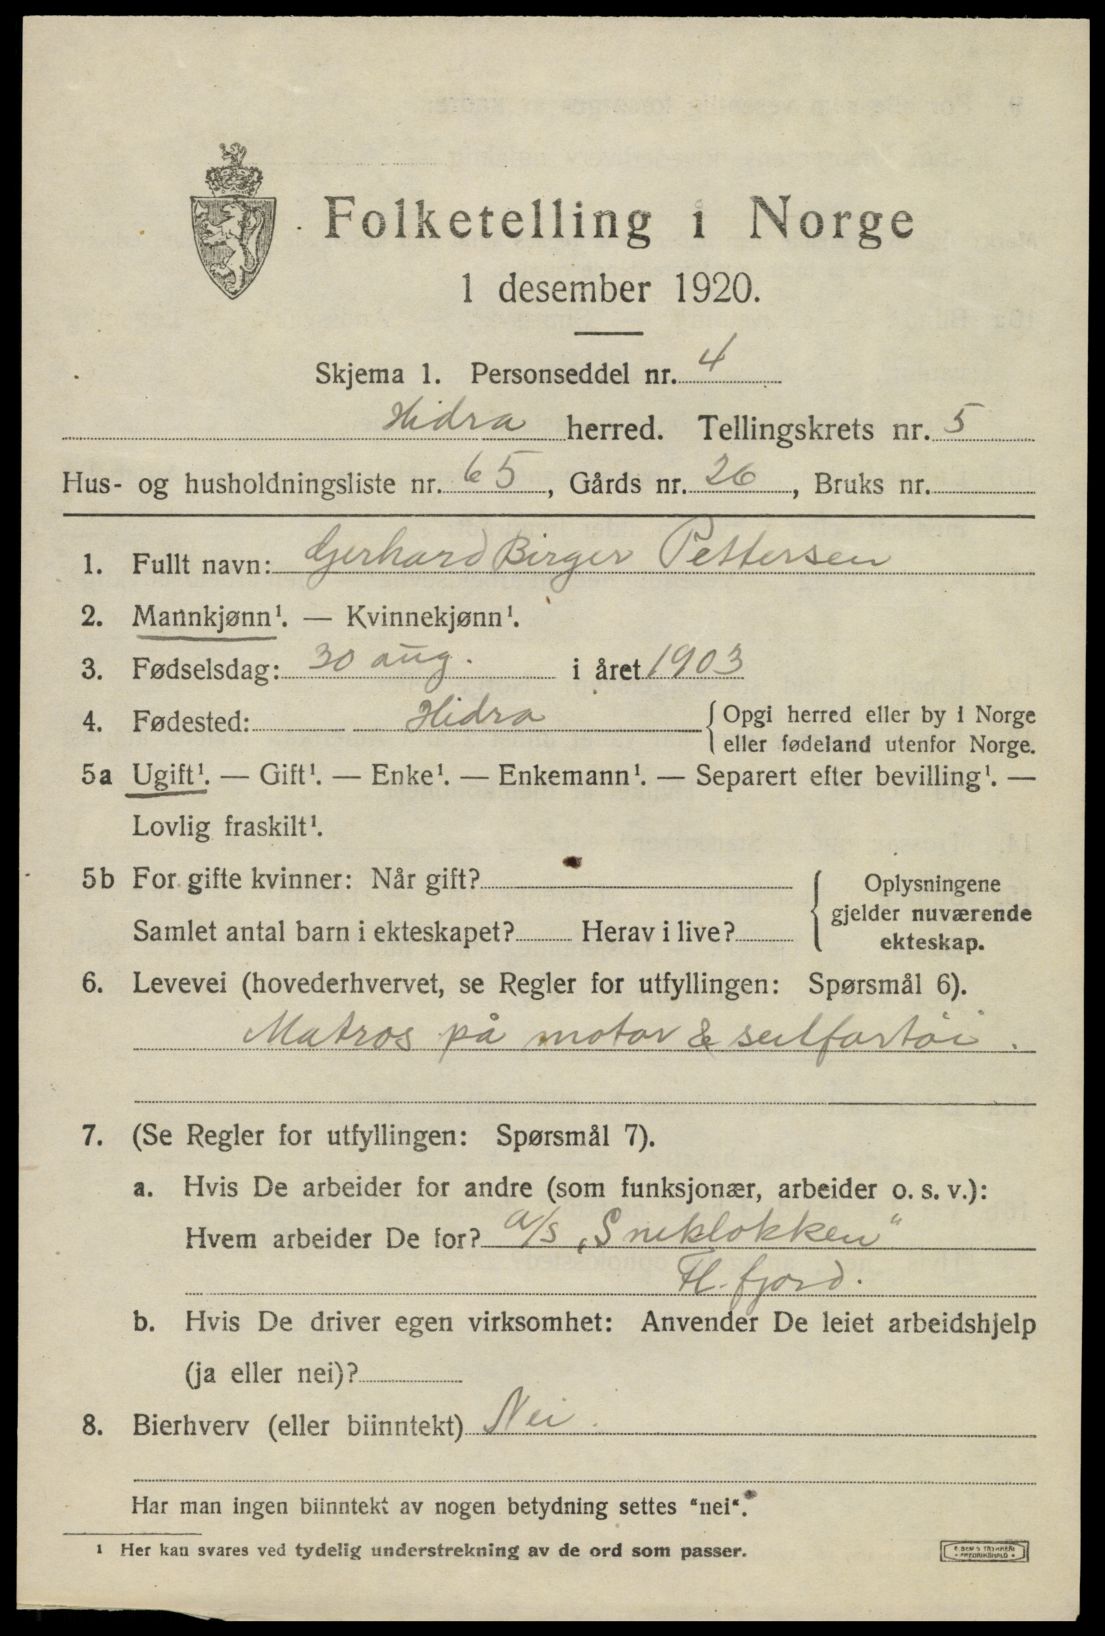 Folketelling i Norge
1 desember 1920.
Skjema 1. Personseddel nr. 4
Hidra herred. Tellingskrets nr. 5
Hus- og husholdningsliste nr. 65, Gårds nr. 26, Bruks nr.
1. Fullt navn: Gerhard Birger Pettersen
2. Mannkjønn¹. — Kvinnekjønn¹.
3. Fødselsdag: 30 aug. i året 1903
4. Fødested: Hidra {Opgi herred eller by i Norge
eller fødeland utenfor Norge.
5a Ugift¹. — Gift¹. — Enke¹. — Enkemann¹. — Separert efter bevilling¹. —
Lovlig fraskilt¹.
5b For gifte kvinner: Når gift?
Samlet antal barn i ekteskapet? Herav i live?
Oplysningene
gjelder nuværende
ekteskap.
6. Levevei (hovederhvervet, se Regler for utfyllingen: Spørsmål 6).
Matros på motor & seilfartöi.
7. (Se Regler for utfyllingen: Spørsmål 7).
a. Hvis De arbeider for andre (som funksjonær, arbeider o. s. v.):
Hvem arbeider De for? a/s „Sneklokken“
Fl. fjord.
b. Hvis De driver egen virksomhet: Anvender De leiet arbeidshjelp
(ja eller nei)?
8. Bierhverv (eller biinntekt) Nei.
Har man ingen biinntekt av nogen betydning settes "nei".
¹ Her kan svares ved tydelig understrekning av de ord som passer.